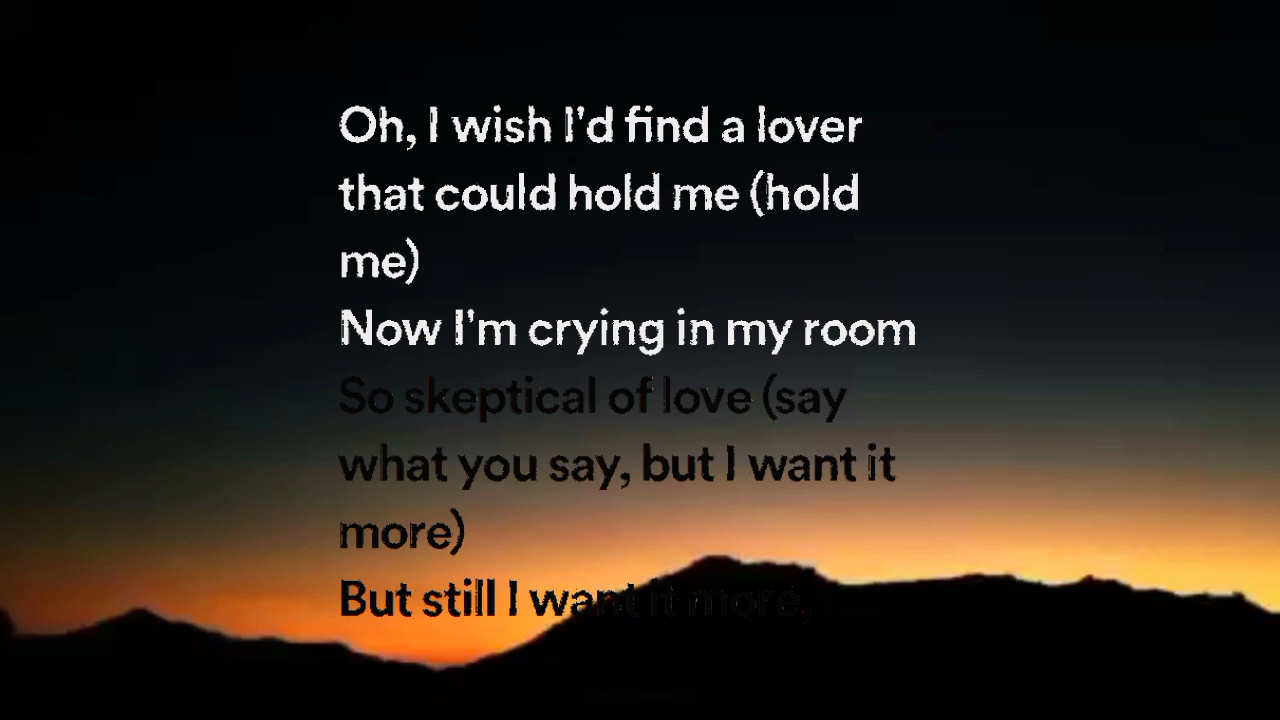 Oh, I wish I'd find a lover
that could hold me (hold
me)
Now I'm crying in my room
So skeptical of love (say
what you say, but I want it
more)
But still I want it more,